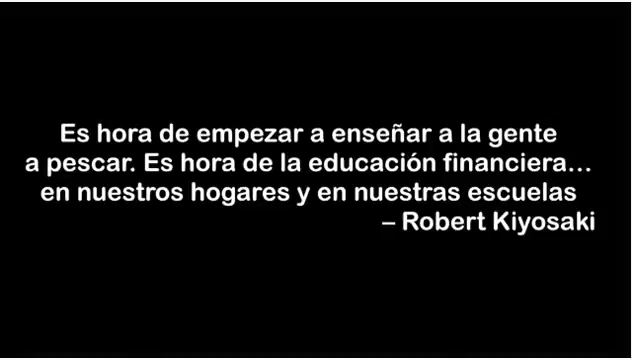 Es hora de empezar a enseñar a la gente
a pescar. Es hora de la educación financiera...
en nuestros hogares y en nuestras escuelas
– Robert Kiyosaki